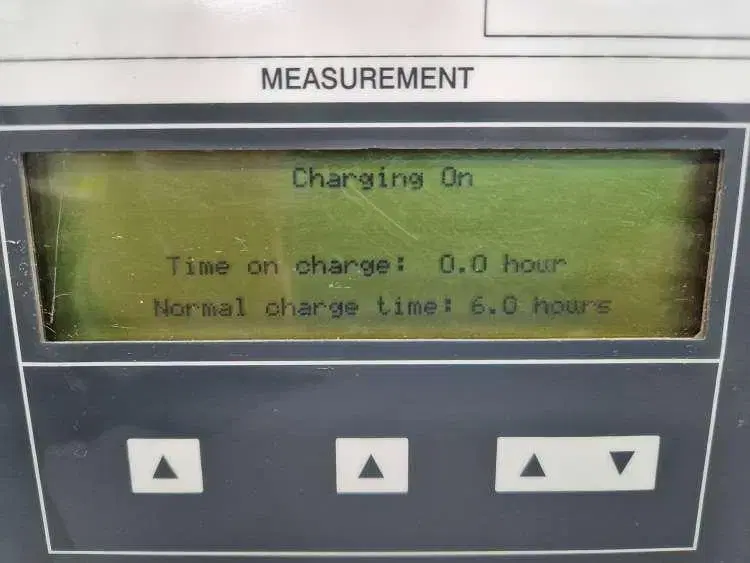 MEASUREMENT
Charging On
Time on charge: 0.0 hour
Normal charge time: 6.0 hours